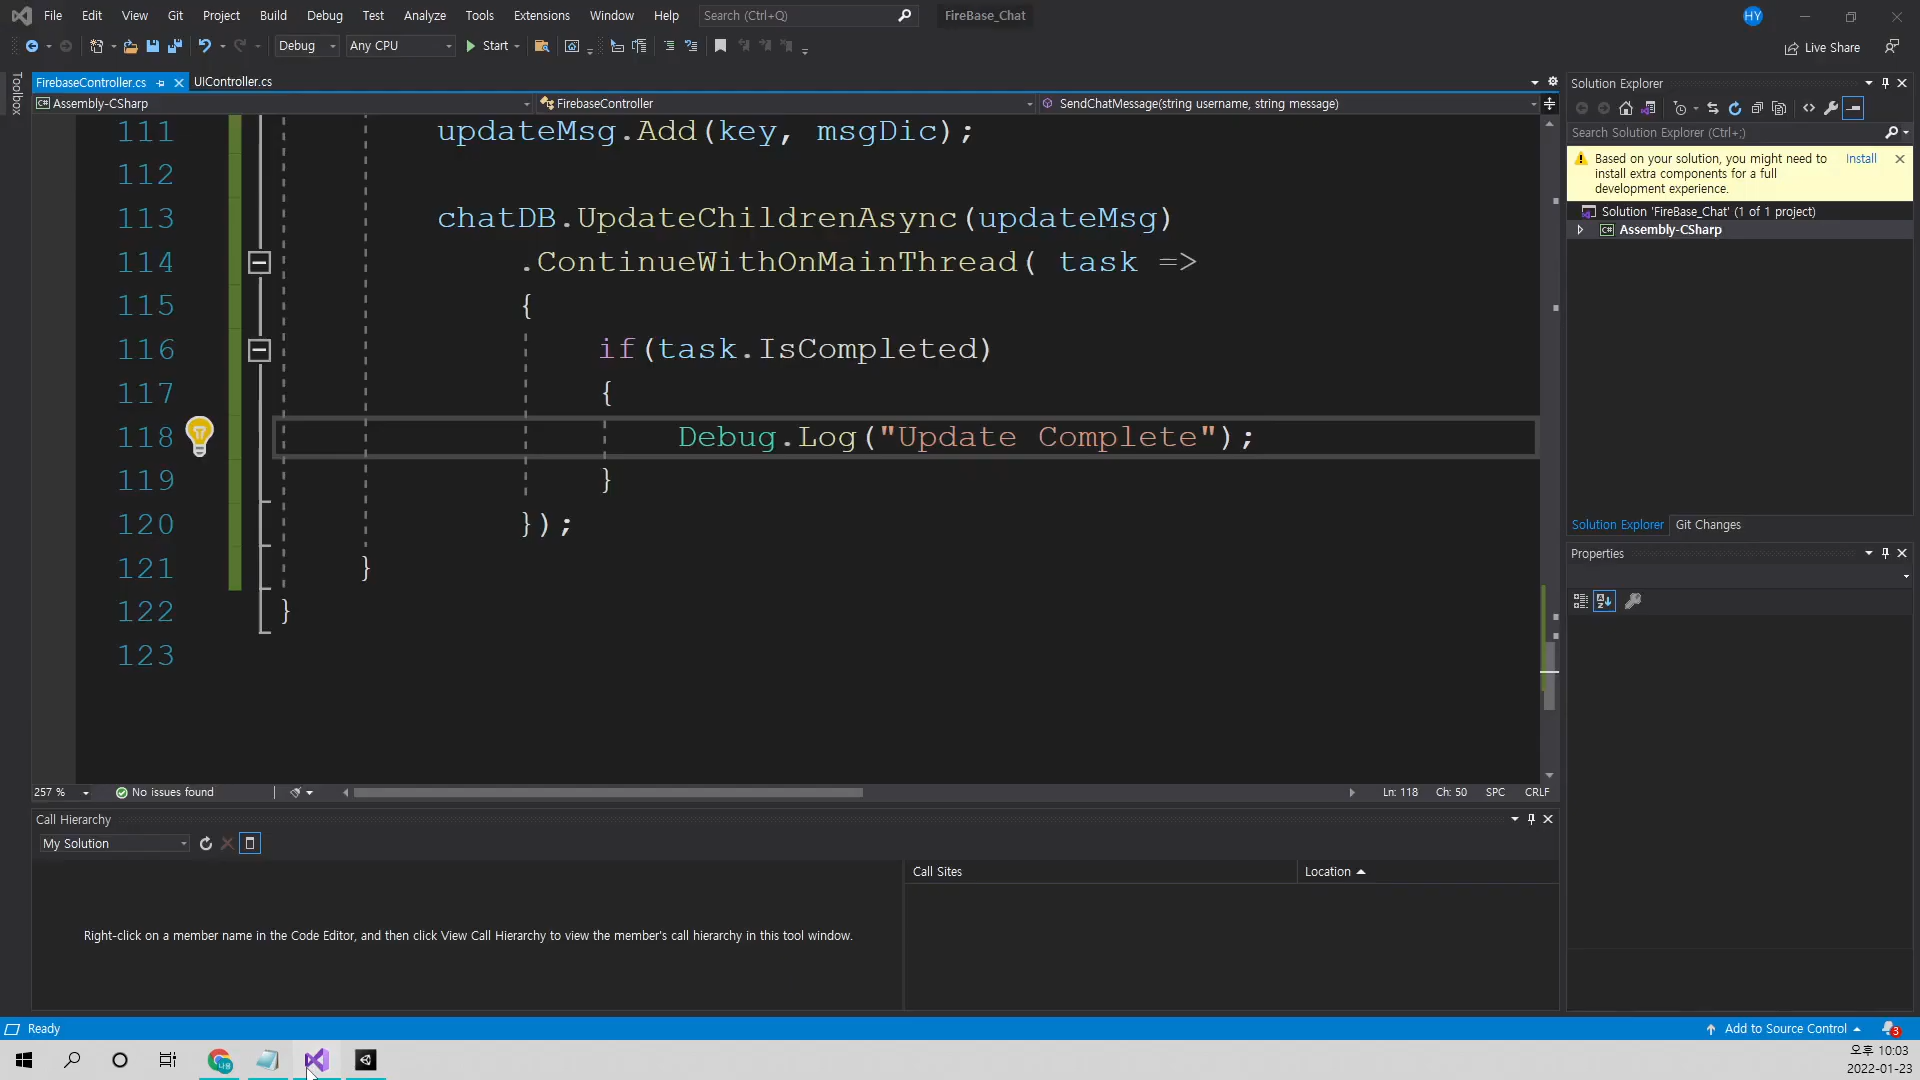 File Edit View Git Project Build Debug Test Analyze Tools Extensions Window Help Search (Ctrl+Q) FireBase_Chat HY
Debug Any CPU Start Live Share
Toolbox
FirebaseController.cs UIController.cs
Assembly-CSharp FirebaseController SendChatMessage(string username, string message)
111 updateMsg.Add(key, msgDic);
112
113 chatDB.UpdateChildrenAsync(updateMsg)
114 .ContinueWithOnMainThread( task =>
115 {
116 if(task.IsCompleted)
117 {
118 Debug.Log("Update Complete");
119 }
120 });
121 }
122 }
123
257 % No issues found Ln: 118 Ch: 50 SPC CRLF
Call Hierarchy
My Solution
Call Sites Location
Right-click on a member name in the Code Editor, and then click View Call Hierarchy to view the member's call hierarchy in this tool window.
Solution Explorer
Search Solution Explorer (Ctrl+;)
Based on your solution, you might need to Install
install extra components for a full
development experience.
Solution 'FireBase_Chat' (1 of 1 project)
Assembly-CSharp
Solution Explorer Git Changes
Properties
Ready Add to Source Control 3
오후 10:03
2022-01-23